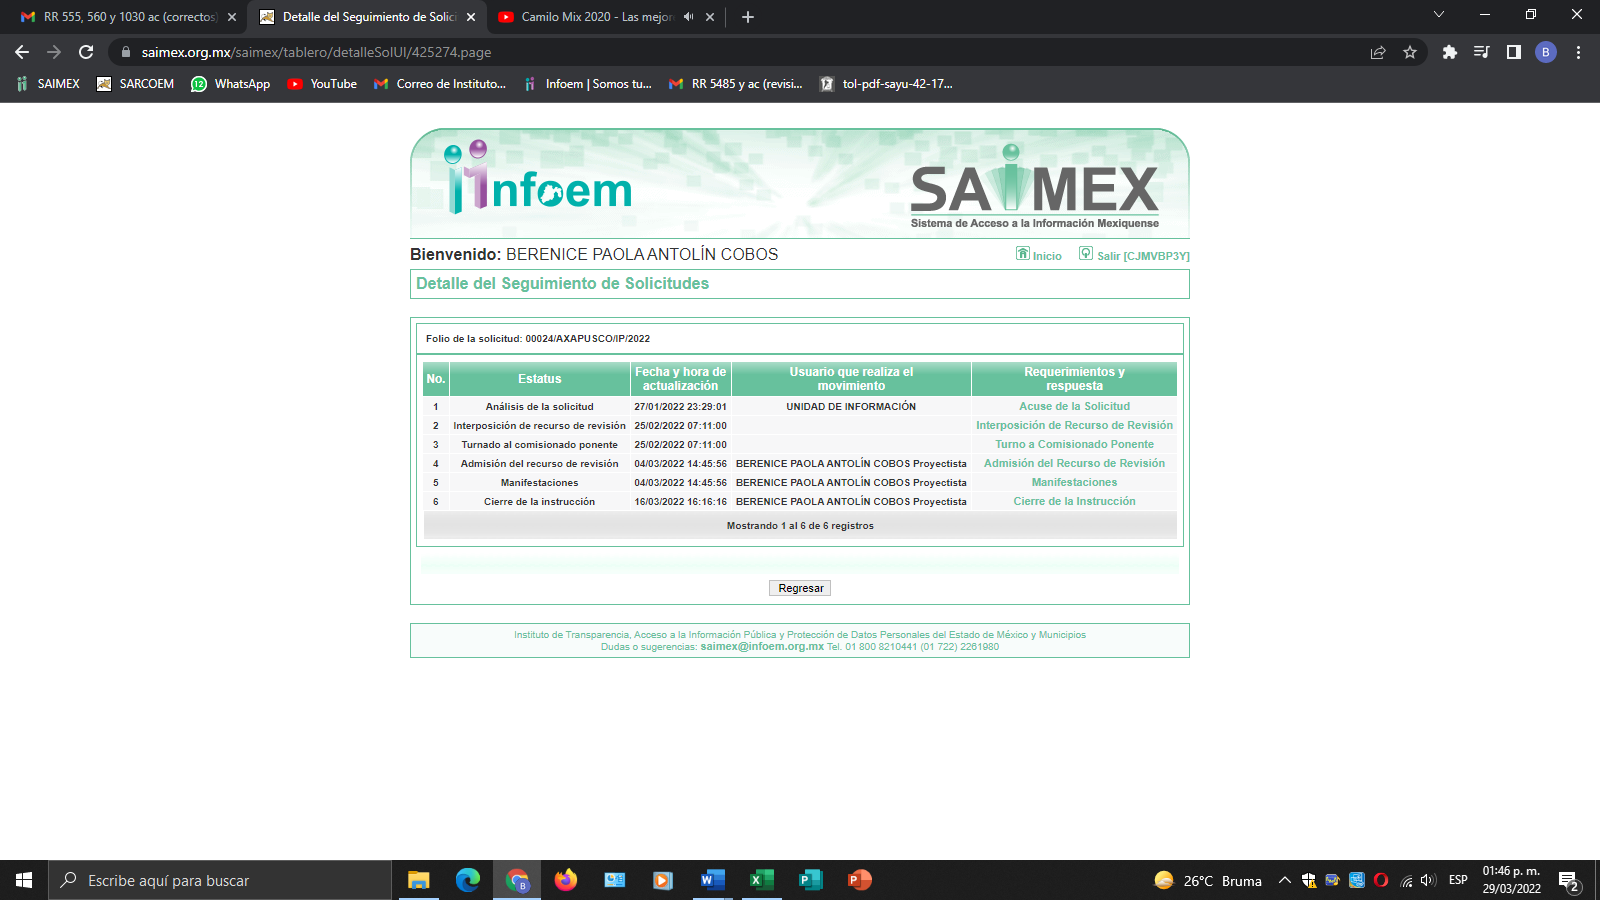 RR 555, 560 y 1030 ac (correctos)
Detalle del Seguimiento de Solici
Camilo Mix 2020 - Las mejor
saimex.org.mx/saimex/tablero/detalleSolUI/425274.page
B
SAIMEX
SARCOEM
12
WhatsApp
YouTube
Correo de Instituto...
Infoem | Somos tu...
RR 5485 y ac (revisi...
tol-pdf-sayu-42-17...
infoem
SAIMEX
Sistema de Acceso a la Información Mexiquense
Bienvenido: BERENICE PAOLA ANTOLÍN COBOS
Inicio
Salir [CJMVBP3Y]
Detalle del Seguimiento de Solicitudes
Folio de la solicitud: 00024/AXAPUSCO/IP/2022
No. Estatus Fecha y hora de actualización Usuario que realiza el movimiento Requerimientos y respuesta
1 Análisis de la solicitud 27/01/2022 23:29:01 UNIDAD DE INFORMACIÓN Acuse de la Solicitud
2 Interposición de recurso de revisión 25/02/2022 07:11:00 Interposición de Recurso de Revisión
3 Turnado al comisionado ponente 25/02/2022 07:11:00 Turno a Comisionado Ponente
4 Admisión del recurso de revisión 04/03/2022 14:45:56 BERENICE PAOLA ANTOLÍN COBOS Proyectista Admisión del Recurso de Revisión
5 Manifestaciones 04/03/2022 14:45:56 BERENICE PAOLA ANTOLÍN COBOS Proyectista Manifestaciones
6 Cierre de la instrucción 16/03/2022 16:16:16 BERENICE PAOLA ANTOLÍN COBOS Proyectista Cierre de la Instrucción
Mostrando 1 al 6 de 6 registros
Regresar
Instituto de Transparencia, Acceso a la Información Pública y Protección de Datos Personales del Estado de México y Municipios
Dudas o sugerencias: saimex@infoem.org.mx Tel. 01 800 8210441 (01 722) 2261980
Escribe aquí para buscar
26°C Bruma
ESP
01:46 p. m.
29/03/2022
2